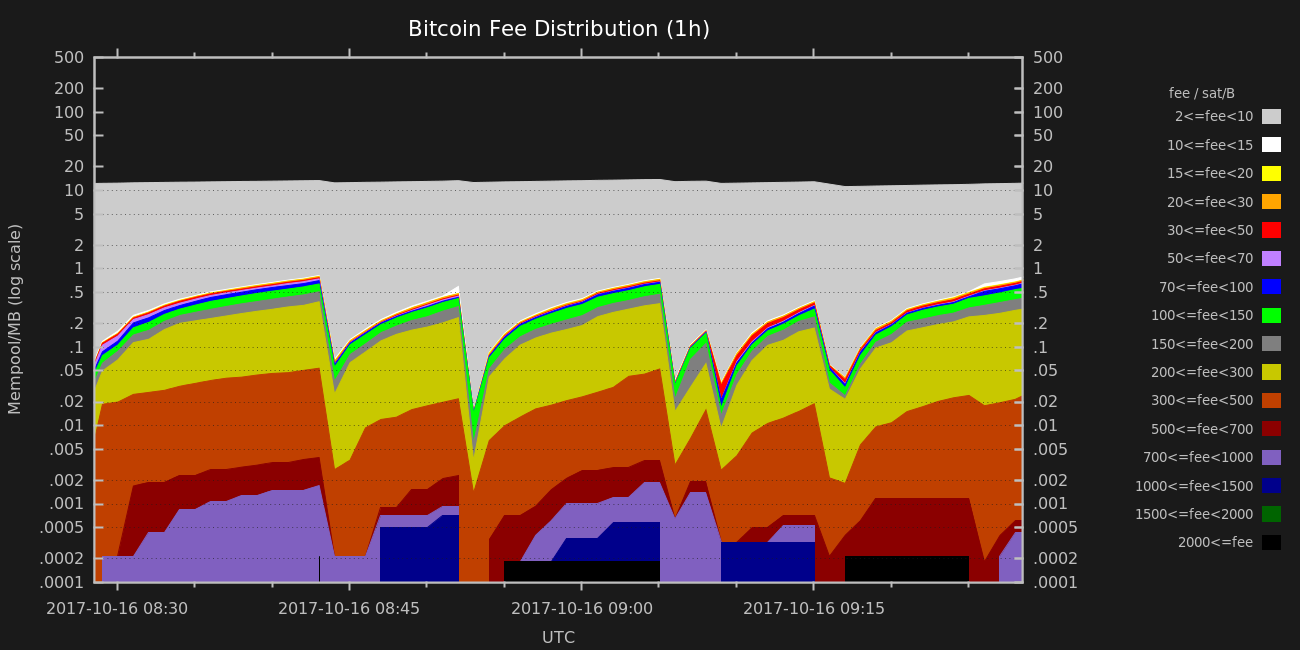 Bitcoin Fee Distribution (1h)
500
200
100
50
20
10
5
2
1
.5
.2
.1
.05
.02
.01
.005
.002
.001
.0005
.0002
.0001
Mempool/MB (log scale)
500
200
100
50
20
10
5
2
1
.5
.2
.1
.05
.02
.01
.005
.002
.001
.0005
.0002
.0001
2017-10-16 08:30 2017-10-16 08:45 2017-10-16 09:00 2017-10-16 09:15
UTC
fee / sat/B
2<=fee<10
10<=fee<15
15<=fee<20
20<=fee<30
30<=fee<50
50<=fee<70
70<=fee<100
100<=fee<150
150<=fee<200
200<=fee<300
300<=fee<500
500<=fee<700
700<=fee<1000
1000<=fee<1500
1500<=fee<2000
2000<=fee